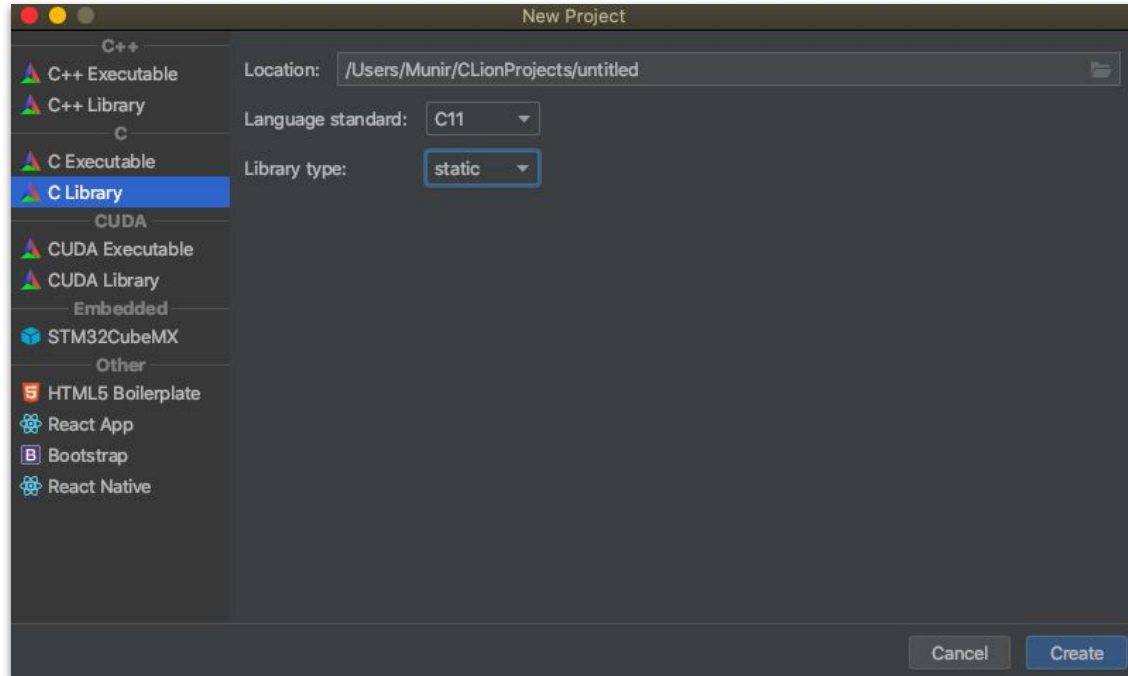 New Project
C++
C++ Executable
C++ Library
C
C Executable
C Library
CUDA
CUDA Executable
CUDA Library
Embedded
STM32CubeMX
Other
HTML5 Boilerplate
React App
B Bootstrap
React Native
Location: /Users/Munir/CLionProjects/untitled
Language standard: C11
Library type: static
Cancel Create